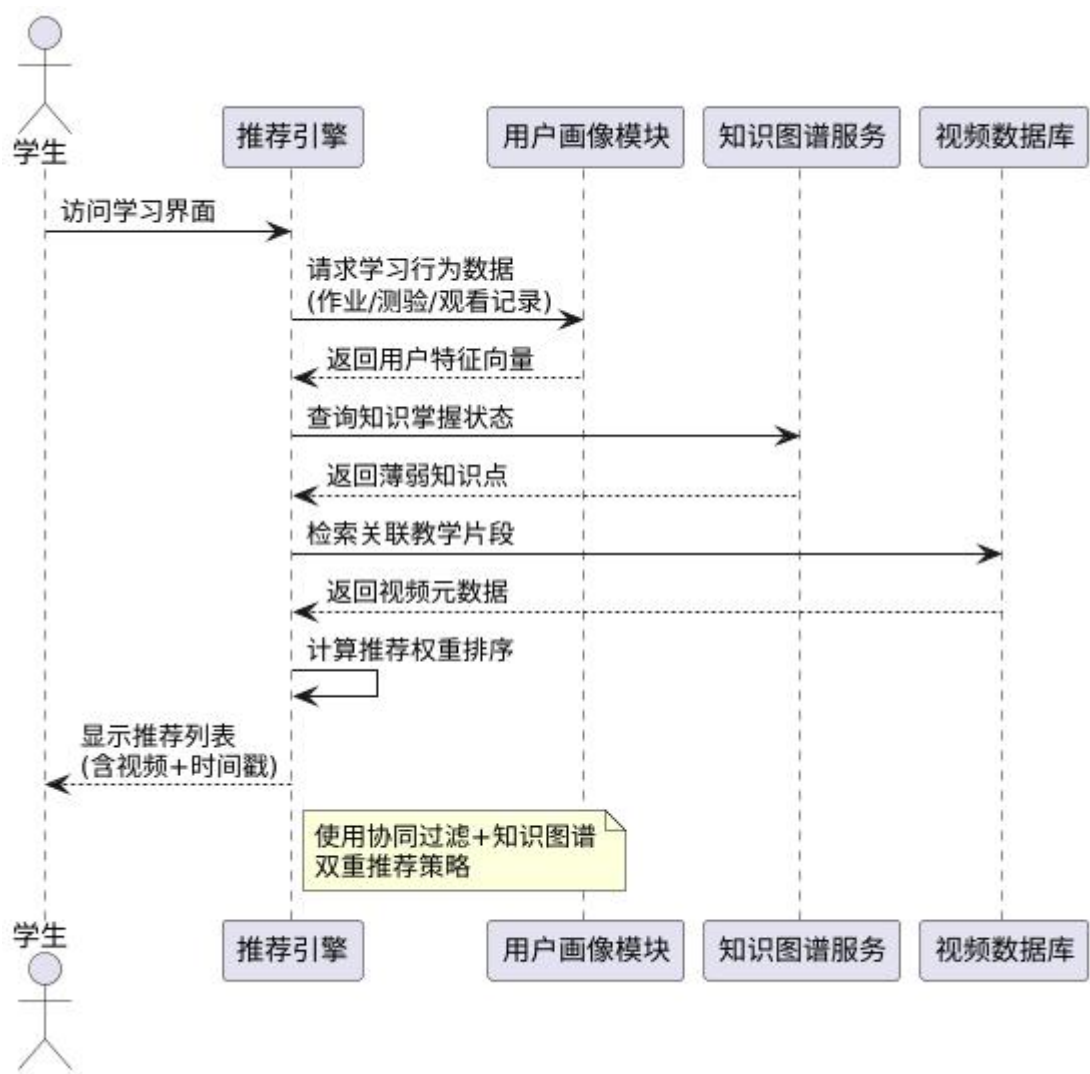 学生
推荐引擎
用户画像模块
知识图谱服务
视频数据库
访问学习界面
请求学习行为数据
(作业/测验/观看记录)
返回用户特征向量
查询知识掌握状态
返回薄弱知识点
检索关联教学片段
返回视频元数据
计算推荐权重排序
显示推荐列表
(含视频+时间戳)
使用协同过滤+知识图谱
双重推荐策略
学生
推荐引擎
用户画像模块
知识图谱服务
视频数据库